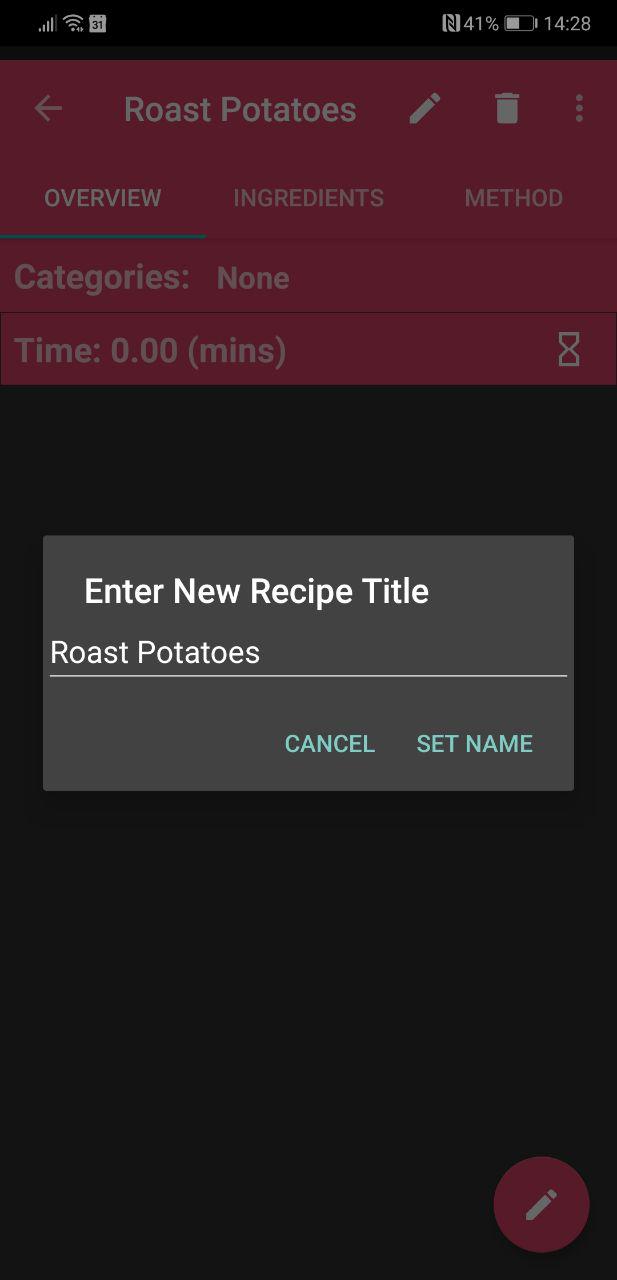 31 41% 14:28
Roast Potatoes
OVERVIEW INGREDIENTS METHOD
Categories: None
Time: 0.00 (mins)
Enter New Recipe Title
Roast Potatoes
CANCEL SET NAME